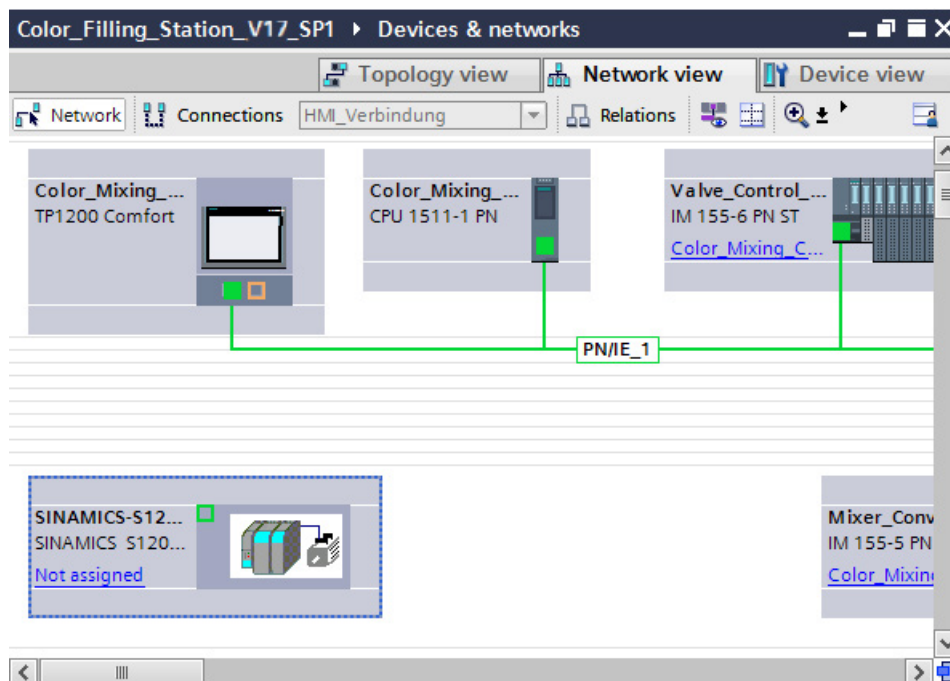 Color_Filling_Station_V17_SP1 ▸ Devices & networks
Topology view Network view Device view
Network Connections HMI_Verbindung Relations
Color_Mixing_...
TP1200 Comfort
Color_Mixing_...
CPU 1511-1 PN
Valve_Control_...
IM 155-6 PN ST
Color_Mixing_C...
PN/IE_1
SINAMICS-S12...
SINAMICS S120...
Not assigned
Mixer_Conv
IM 155-5 PN
Color_Mixin